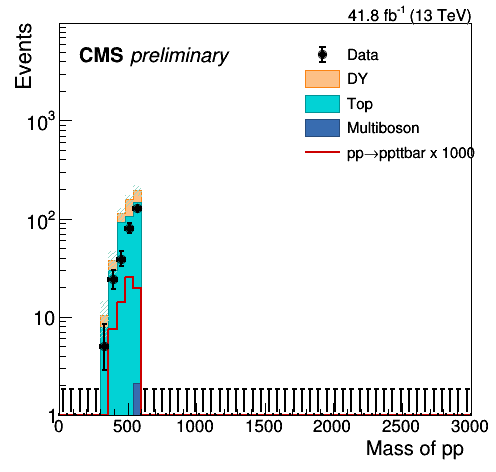 41.8 fb⁻¹ (13 TeV)
Events
CMS preliminary
Data
DY
Top
Multiboson
pp→ppttbar x 1000
10³
10²
10
1
0 500 1000 1500 2000 2500 3000
Mass of pp